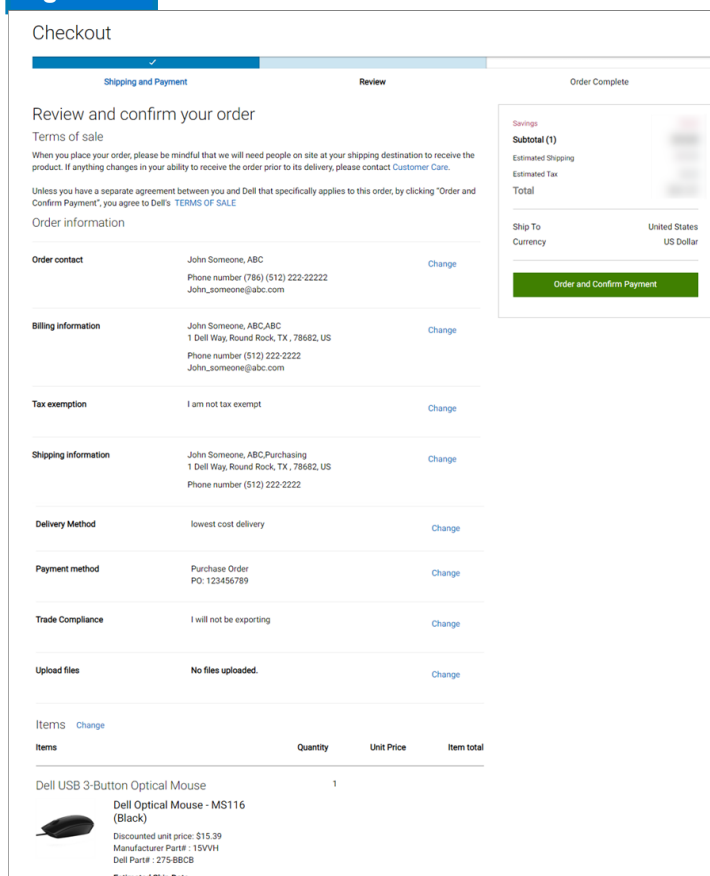 Checkout
Shipping and Payment
Review
Order Complete
Review and confirm your order
Terms of sale
When you place your order, please be mindful that we will need people on site at your shipping destination to receive the
product. If anything changes in your ability to receive the order prior to its delivery, please contact Customer Care.
Unless you have a separate agreement between you and Dell that specifically applies to this order, by clicking "Order and
Confirm Payment", you agree to Dell's TERMS OF SALE
Order information
Order contact
John Someone, ABC
Change
Phone number (786) (512) 222-22222
John_someone@abc.com
Billing information
John Someone, ABC,ABC
Change
1 Dell Way, Round Rock, TX , 78682, US
Phone number (512) 222-2222
John_someone@abc.com
Tax exemption
I am not tax exempt
Change
Shipping information
John Someone, ABC,Purchasing
Change
1 Dell Way, Round Rock, TX , 78682, US
Phone number (512) 222-2222
Delivery Method
lowest cost delivery
Change
Payment method
Purchase Order
Change
PO: 123456789
Trade Compliance
I will not be exporting
Change
Upload files
No files uploaded.
Change
Items Change
Items
Quantity
Unit Price
Item total
Dell USB 3-Button Optical Mouse
1
Dell Optical Mouse - MS116
(Black)
Discounted unit price: $15.39
Manufacturer Part# : 15VVH
Dell Part# : 275-BBCB
Savings
Subtotal (1)
Estimated Shipping
Estimated Tax
Total
Ship To
United States
Currency
US Dollar
Order and Confirm Payment